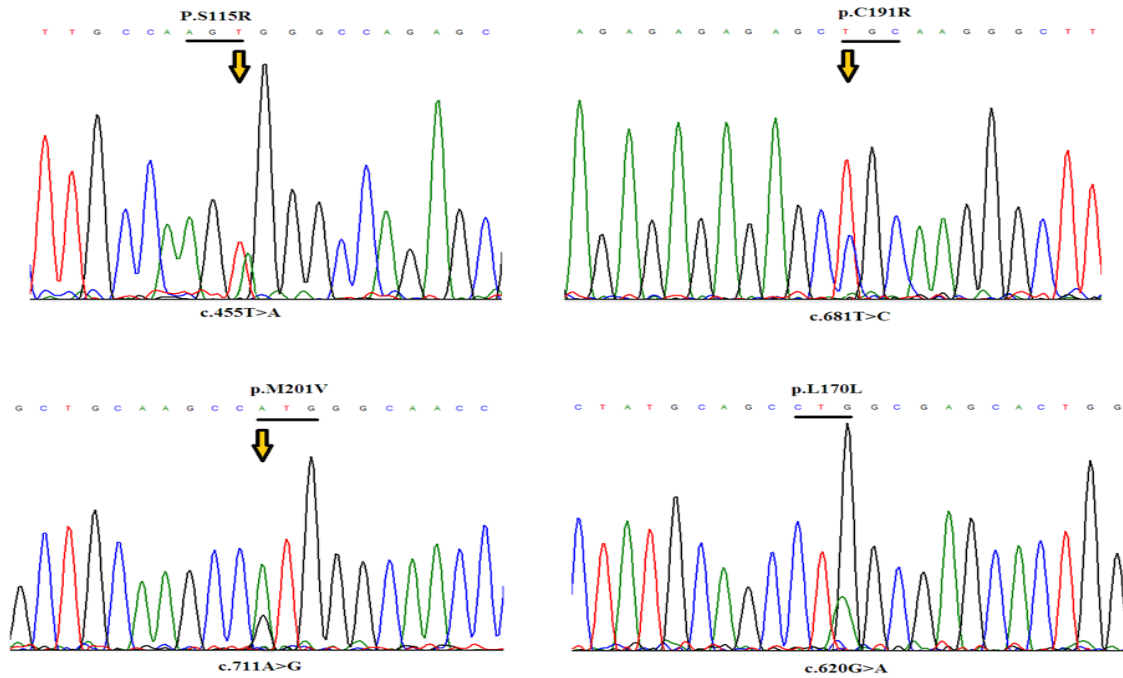 P.S115R
T T G C C A A G T G G G C C A G A G C
c.455T>A
p.C191R
A G A G A G A G A G C T G C A A G G G C T T
c.681T>C
p.M201V
G C T G C A A G C C A T G G G C A A C C
c.711A>G
p.L170L
C T A T G C A G C C T G G C G A G C A C T G G
c.620G>A